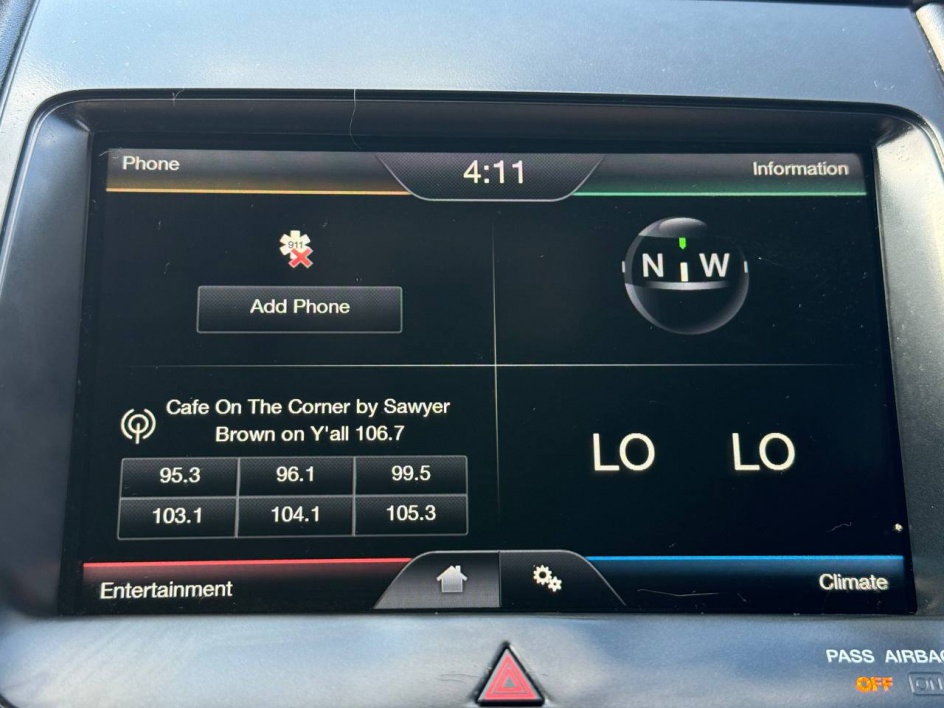 Phone
4:11
Information
911
Add Phone
N W
Cafe On The Corner by Sawyer
Brown on Y'all 106.7
95.3 96.1 99.5
103.1 104.1 105.3
LO LO
Entertainment
Climate
PASS AIRBAG
OFF ON